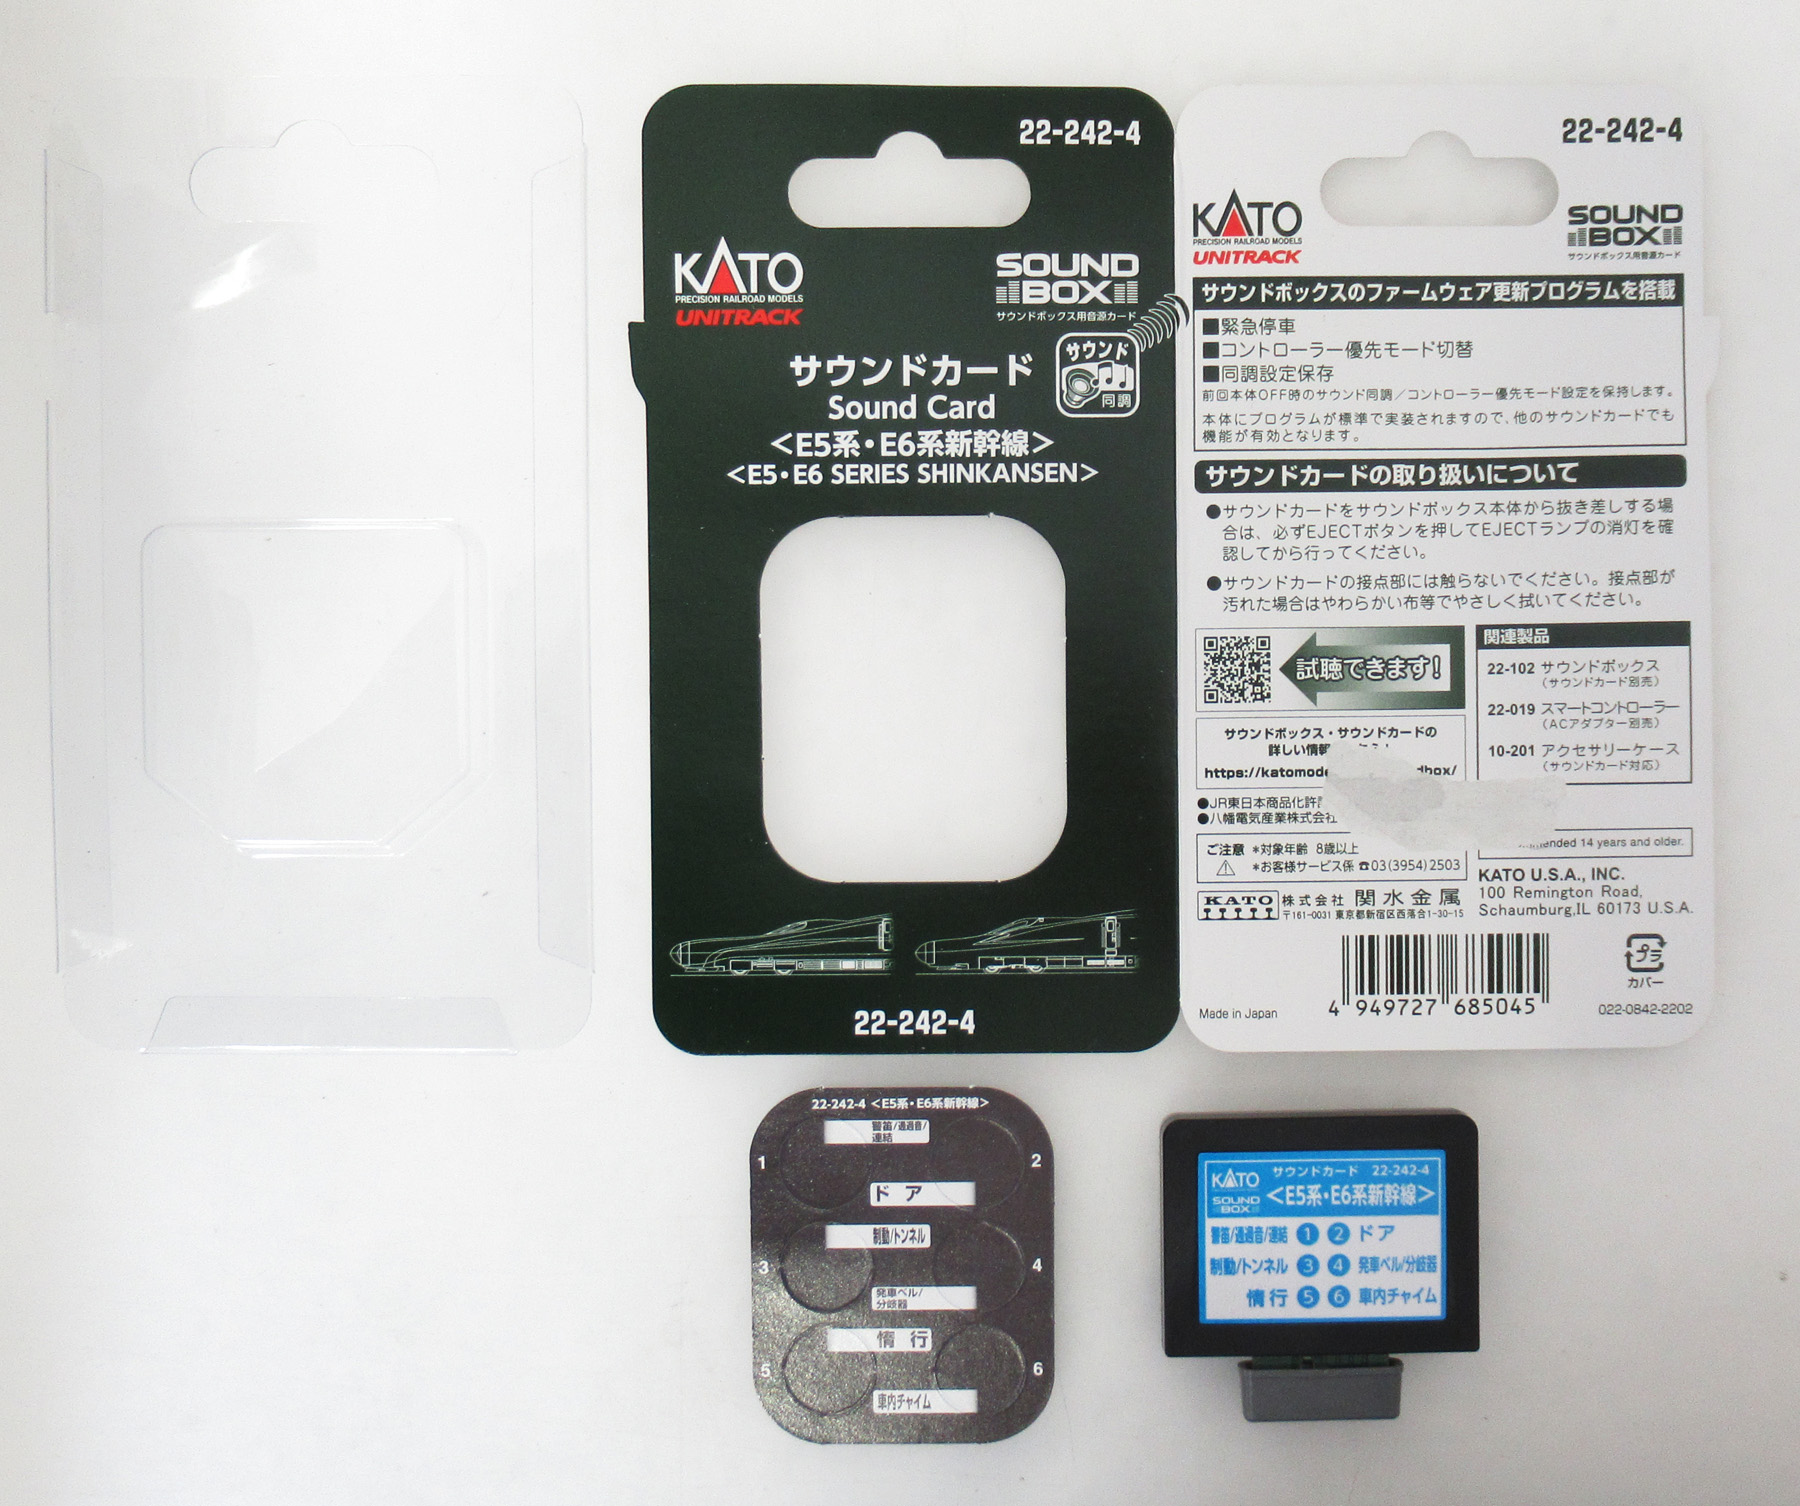 22-242-4
KATO
PRECISION RAILROAD MODELS
UNITRACK
SOUND
BOX
サウンドボックス用音源カード
サウンド
同調
サウンドカード
Sound Card
<E5系・E6系新幹線>
<E5・E6 SERIES SHINKANSEN>
22-242-4
22-242-4
KATO
PRECISION RAILROAD MODELS
UNITRACK
SOUND
BOX
サウンドボックス用音源カード
サウンドボックスのファームウェア更新プログラムを搭載
■緊急停車
■コントローラー優先モード切替
■同調設定保存
前回本体OFF時のサウンド同調/コントローラー優先モード設定を保持します。
本体にプログラムが標準で実装されますので、他のサウンドカードでも
機能が有効となります。
サウンドカードの取り扱いについて
●サウンドカードをサウンドボックス本体から抜き差しする場
合は、必ずEJECTボタンを押してEJECTランプの消灯を確
認してから行ってください。
●サウンドカードの接点部には触らないでください。接点部が
汚れた場合はやわらかい布等でやさしく拭いてください。
試聴できます!
サウンドボックス・サウンドカードの
詳しい情報
https://katomode
dbox/
関連製品
22-102 サウンドボックス
(サウンドカード別売)
22-019 スマートコントローラー
(ACアダプター別売)
10-201 アクセサリーケース
(サウンドカード対応)
●JR東日本商品化許
●八幡電気産業株式会社
ご注意 *対象年齢 8歳以上
*お客様サービス係 ☎03(3954)2503
mended 14 years and older.
KATO 株式会社 関水金属
〒161-0031 東京都新宿区西落合1-30-15
KATO U.S.A., INC.
100 Remington Road,
Schaumburg,IL 60173 U.S.A.
4 949727 685045
プラ
カバー
Made in Japan
022-0842-2202
22-242-4 <E5系・E6系新幹線>
警笛/通過音/
連結
1
2
ドア
制動/トンネル
3
4
発車ベル/
分岐器
惰行
5
6
車内チャイム
KATO
サウンドカード 22-242-4
SOUND
BOX
<E5系・E6系新幹線>
警笛/通過音/連結 1 2 ドア
制動/トンネル 3 4 発車ベル/分岐器
惰行 5 6 車内チャイム